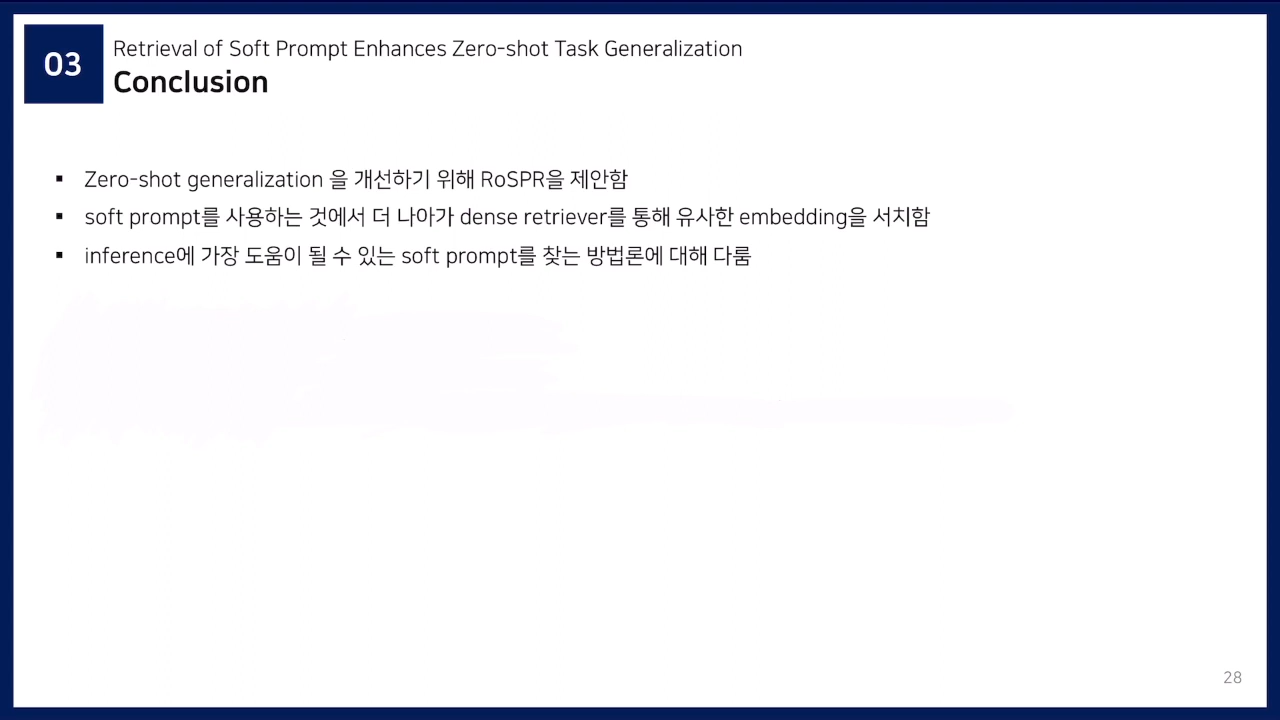 03
Retrieval of Soft Prompt Enhances Zero-shot Task Generalization
Conclusion
▪ Zero-shot generalization 을 개선하기 위해 RoSPR을 제안함
▪ soft prompt를 사용하는 것에서 더 나아가 dense retriever를 통해 유사한 embedding을 서치함
▪ inference에 가장 도움이 될 수 있는 soft prompt를 찾는 방법론에 대해 다룸
28